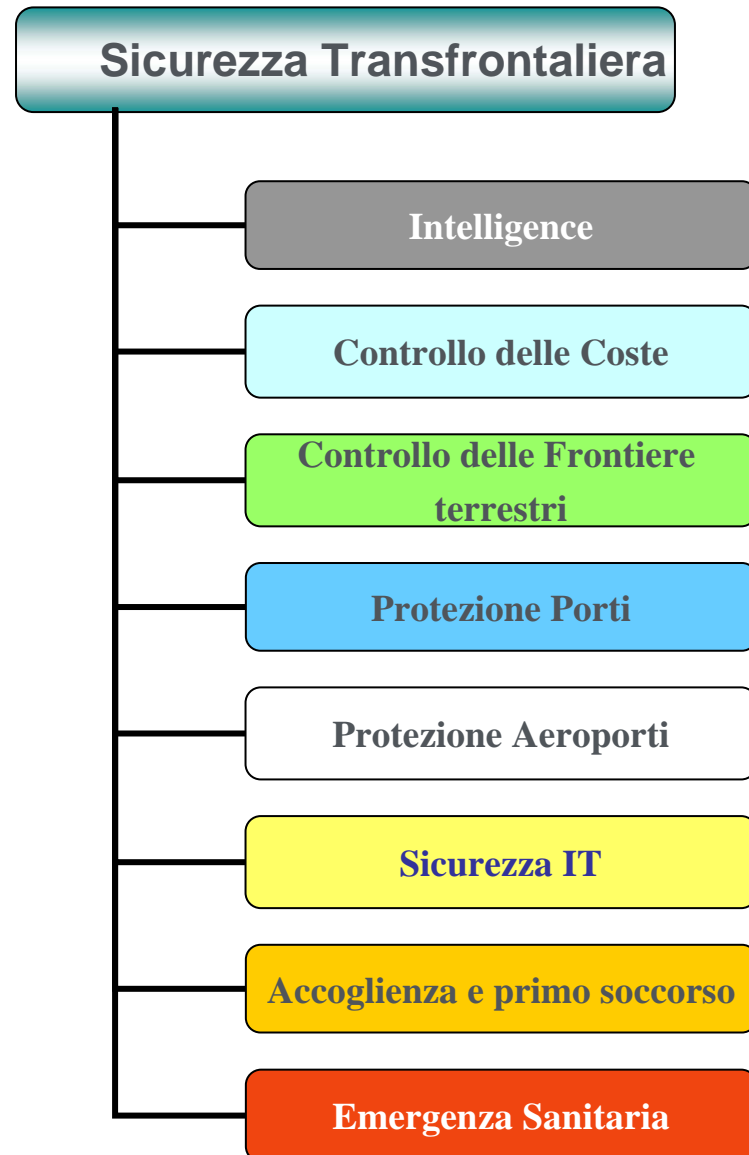 Sicurezza Transfrontaliera
Intelligence
Controllo delle Coste
Controllo delle Frontiere
terrestri
Protezione Porti
Protezione Aeroporti
Sicurezza IT
Accoglienza e primo soccorso
Emergenza Sanitaria